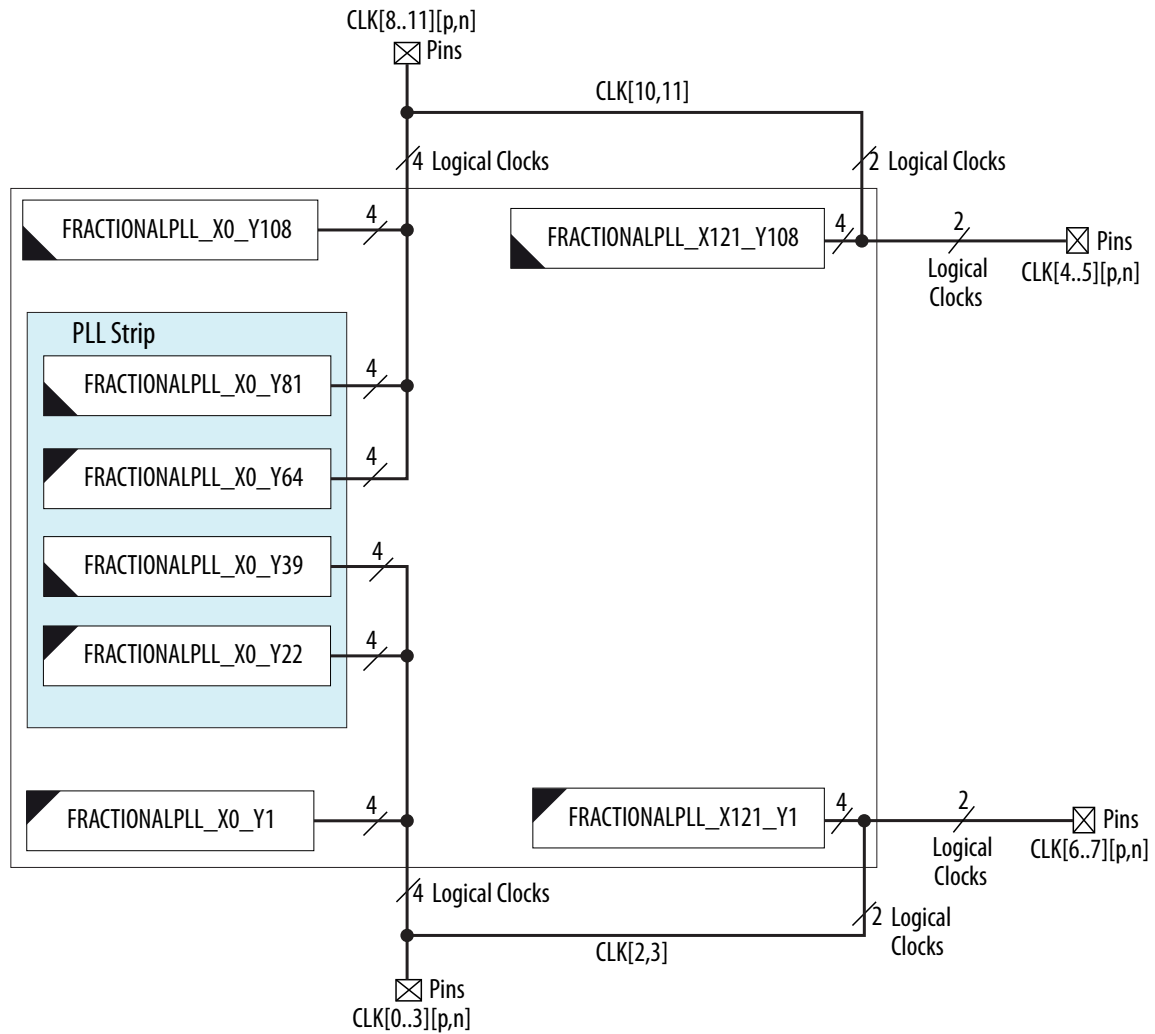 CLK[8..11][p,n]
Pins
CLK[10,11]
4 Logical Clocks
2 Logical Clocks
FRACTIONALPLL_X0_Y108
4
FRACTIONALPLL_X121_Y108
4
2
Logical
Clocks
Pins
CLK[4..5][p,n]
PLL Strip
FRACTIONALPLL_X0_Y81
4
FRACTIONALPLL_X0_Y64
4
FRACTIONALPLL_X0_Y39
4
FRACTIONALPLL_X0_Y22
4
FRACTIONALPLL_X0_Y1
4
FRACTIONALPLL_X121_Y1
4
2
Logical
Clocks
Pins
CLK[6..7][p,n]
4 Logical Clocks
2 Logical
Clocks
CLK[2,3]
Pins
CLK[0..3][p,n]